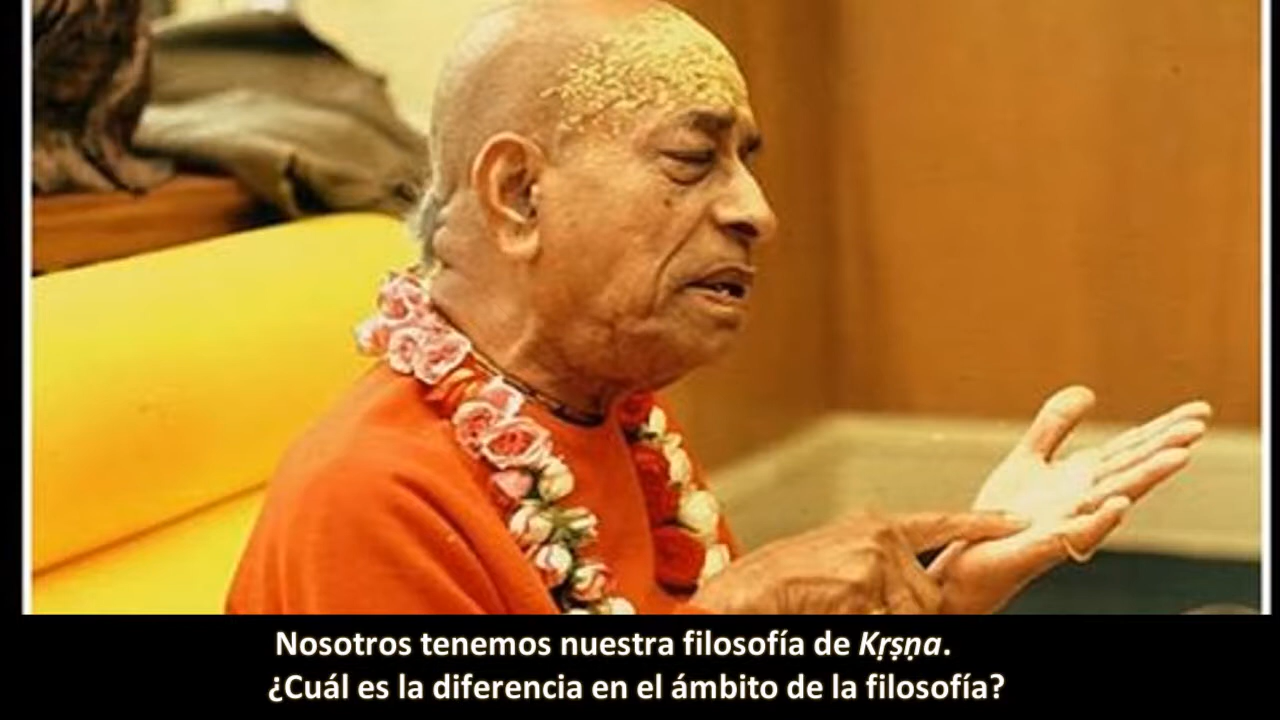 Nosotros tenemos nuestra filosofía de Kṛṣṇa.
¿Cuál es la diferencia en el ámbito de la filosofía?